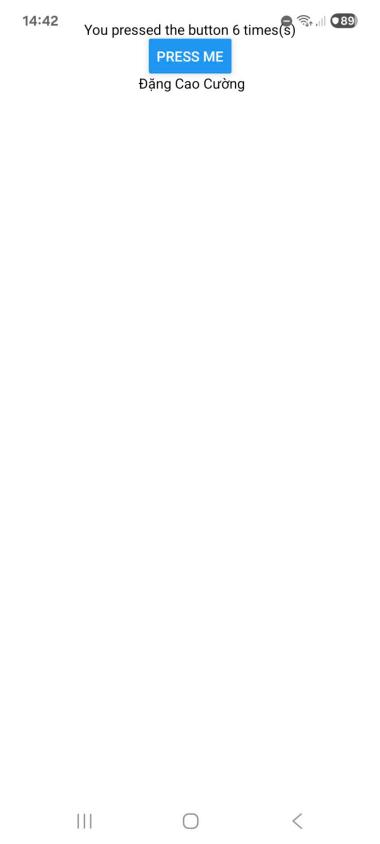 14:42
89
You pressed the button 6 times(s)
PRESS ME
Đặng Cao Cường